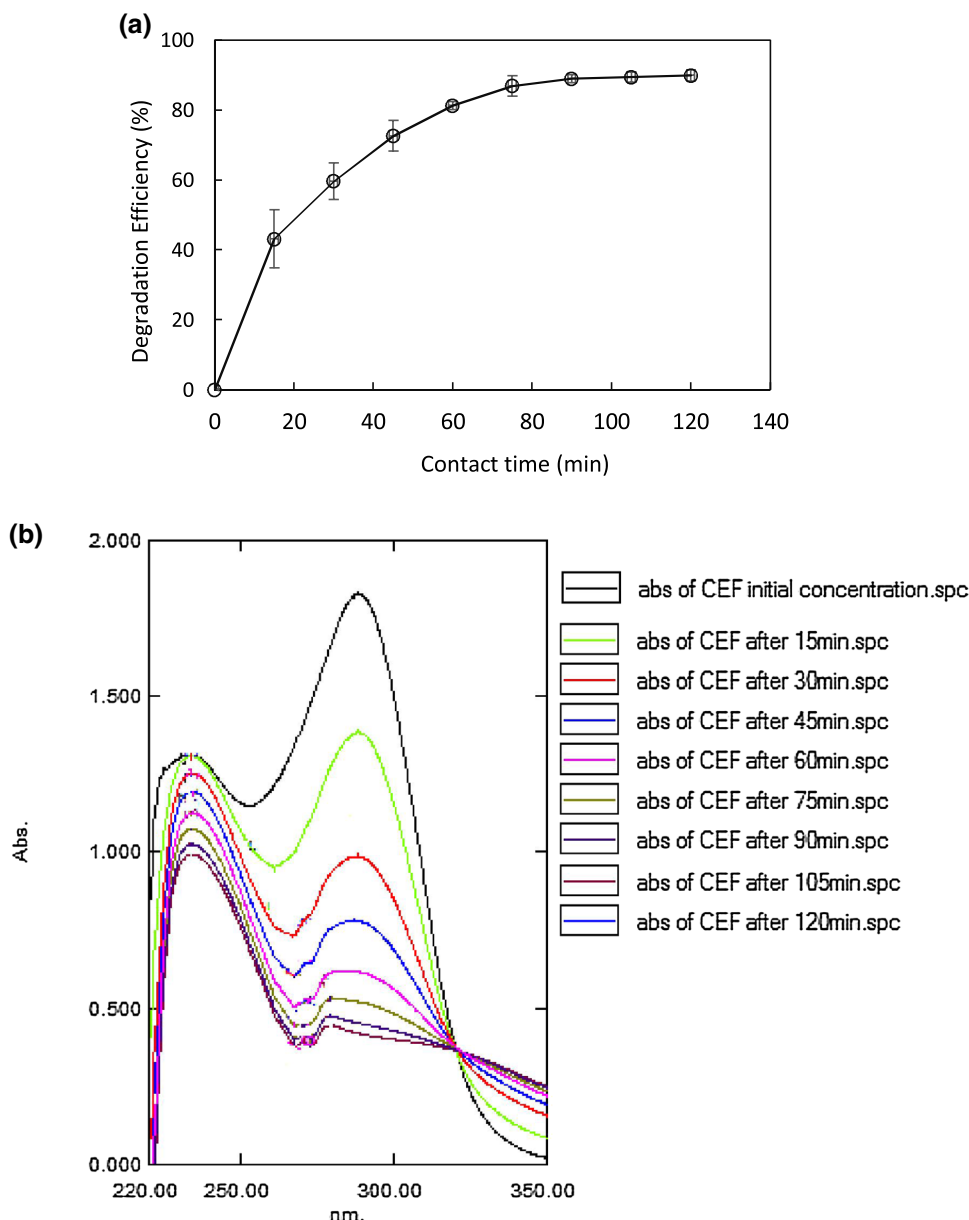 (a)
100
80
60
40
20
0
Degradation Efficiency (%)
0 20 40 60 80 100 120 140
Contact time (min)
(b)
2.000
1.500
1.000
0.500
0.000
Abs.
220.00 250.00 300.00 350.00
nm.
abs of CEF initial concentration.spc
abs of CEF after 15min.spc
abs of CEF after 30min.spc
abs of CEF after 45min.spc
abs of CEF after 60min.spc
abs of CEF after 75min.spc
abs of CEF after 90min.spc
abs of CEF after 105min.spc
abs of CEF after 120min.spc